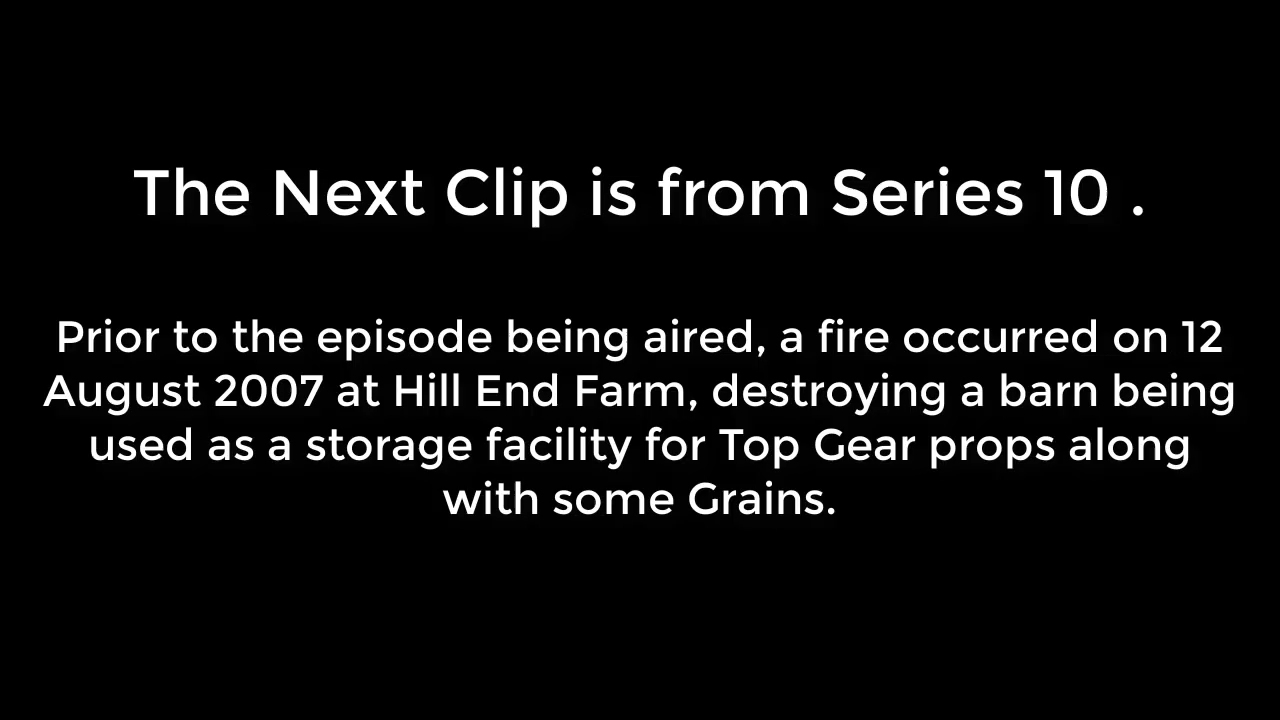 The Next Clip is from Series 10 .
Prior to the episode being aired, a fire occurred on 12
August 2007 at Hill End Farm, destroying a barn being
used as a storage facility for Top Gear props along
with some Grains.